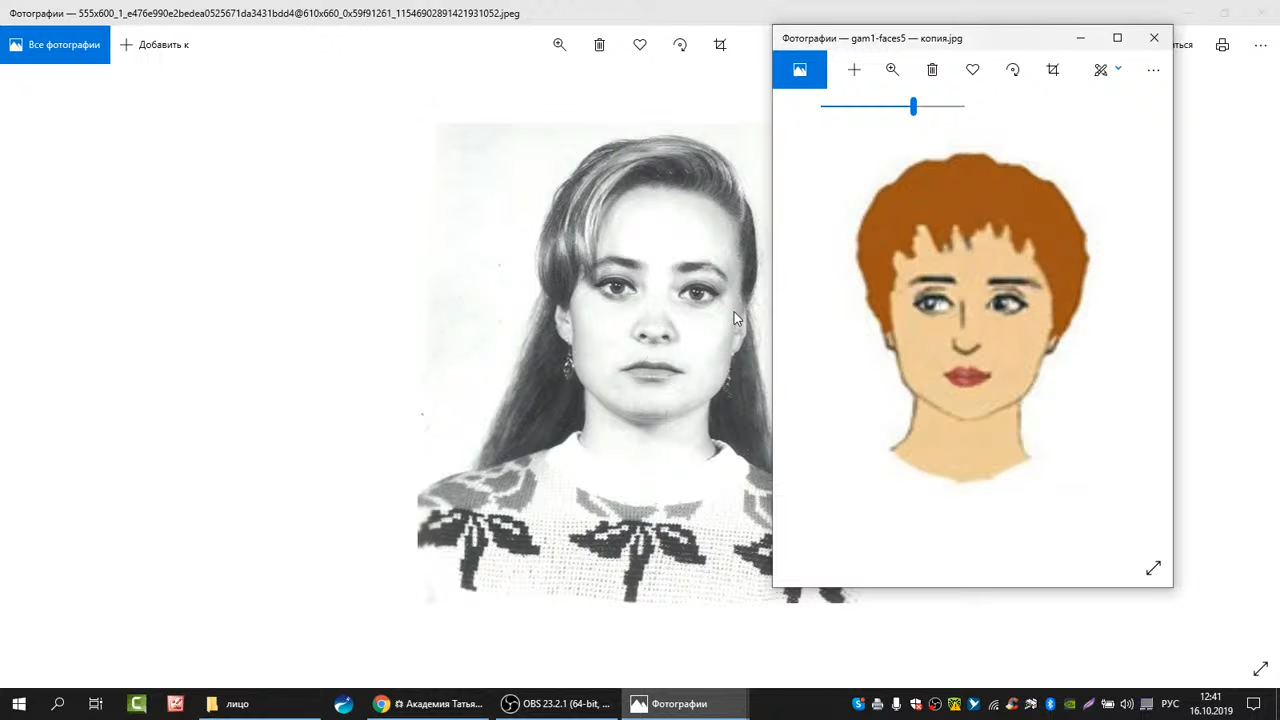 Фотографии — 555x600_1_e476e990e2bedea0525671da3431bdd4@610x660_0x59f91261_11546902891421931052.jpeg
Фотографии — gam1-faces5 — копия.jpg
Все фотографии
Добавить к
ься
лицо
Академия Татья...
OBS 23.2.1 (64-bit, ...
Фотографии
РУС
12:41
16.10.2019